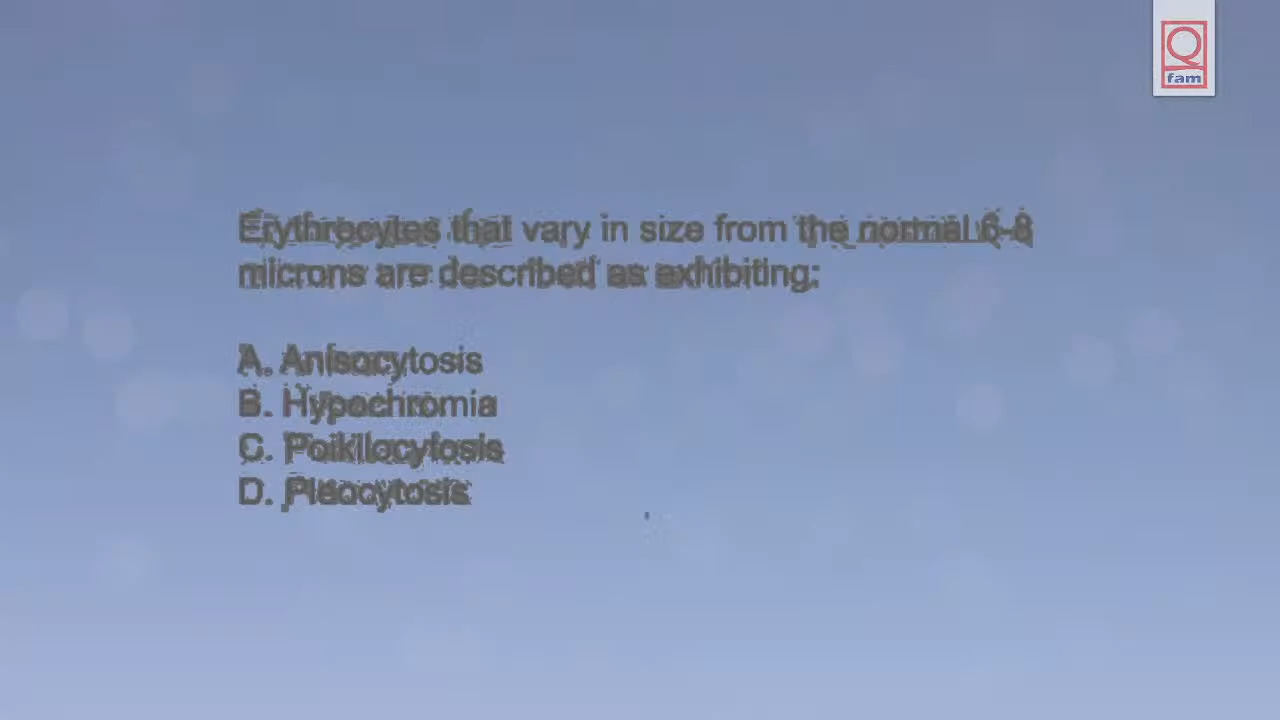 Q
fam
Erythrocytes that vary in size from the normal 6-8
microns are described as exhibiting:
A. Anisocytosis
B. Hypochromia
C. Poikilocytosis
D. Pleocytosis